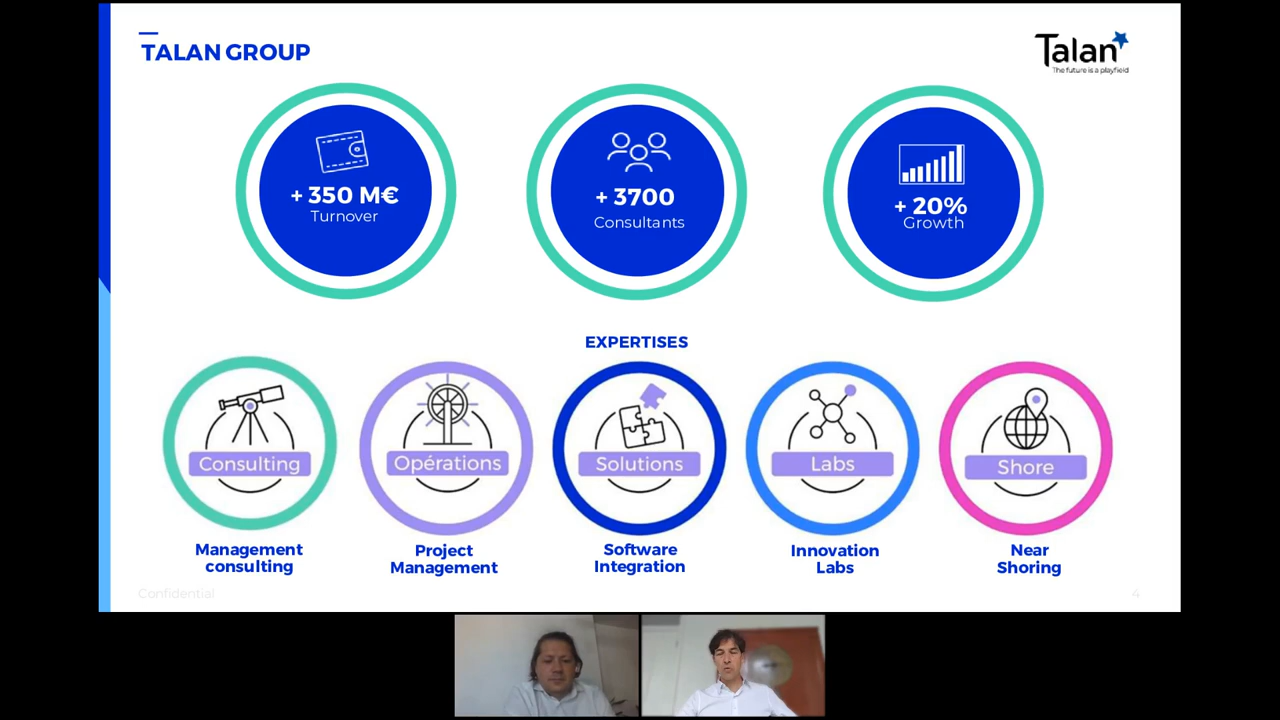 TALAN GROUP
Talan
The future is a playfield
+ 350 M€
Turnover
+ 3700
Consultants
+ 20%
Growth
EXPERTISES
Consulting
Opérations
Solutions
Labs
Shore
Management
consulting
Project
Management
Software
Integration
Innovation
Labs
Near
Shoring
Confidential
4